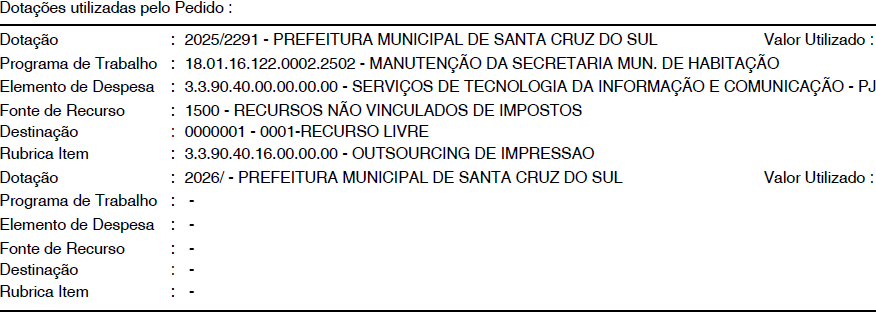 Dotações utilizadas pelo Pedido :
Dotação : 2025/2291 - PREFEITURA MUNICIPAL DE SANTA CRUZ DO SUL Valor Utilizado :
Programa de Trabalho : 18.01.16.122.0002.2502 - MANUTENÇÃO DA SECRETARIA MUN. DE HABITAÇÃO
Elemento de Despesa : 3.3.90.40.00.00.00.00 - SERVIÇOS DE TECNOLOGIA DA INFORMAÇÃO E COMUNICAÇÃO - PJ
Fonte de Recurso : 1500 - RECURSOS NÃO VINCULADOS DE IMPOSTOS
Destinação : 0000001 - 0001-RECURSO LIVRE
Rubrica Item : 3.3.90.40.16.00.00.00 - OUTSOURCING DE IMPRESSAO
Dotação : 2026/ - PREFEITURA MUNICIPAL DE SANTA CRUZ DO SUL Valor Utilizado :
Programa de Trabalho : -
Elemento de Despesa : -
Fonte de Recurso : -
Destinação : -
Rubrica Item : -